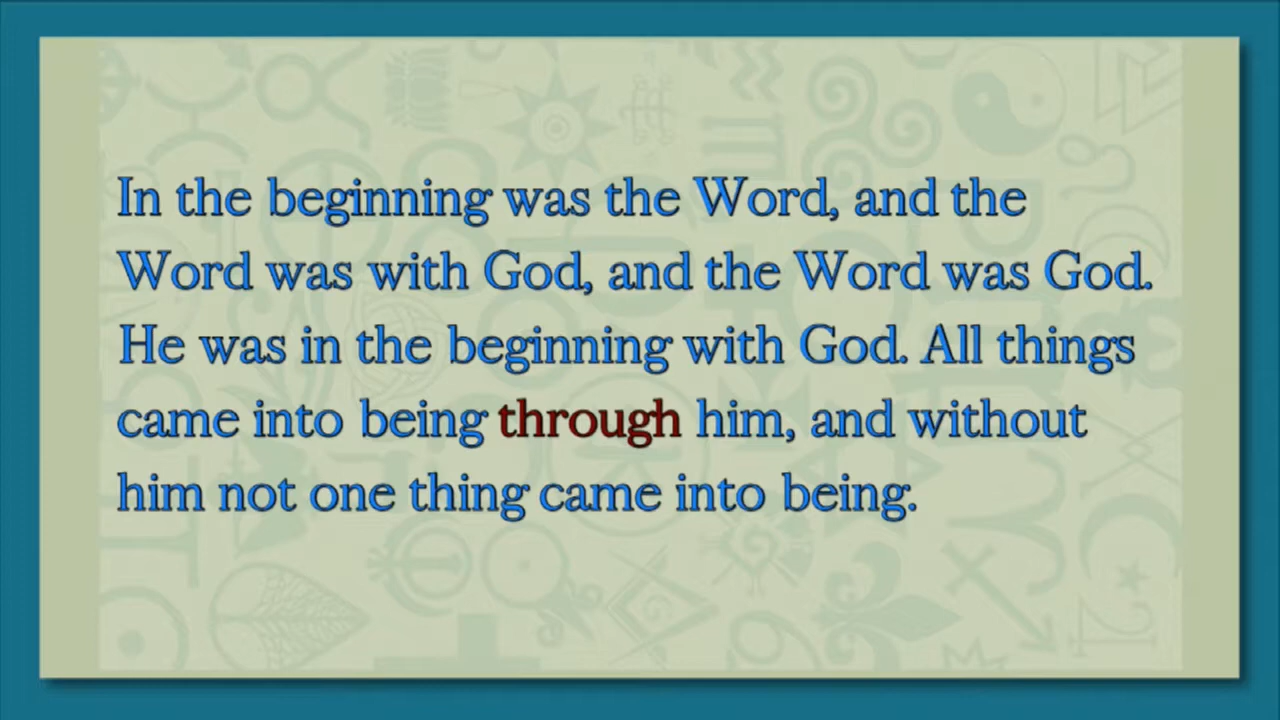 In the beginning was the Word, and the
Word was with God, and the Word was God.
He was in the beginning with God. All things
came into being through him, and without
him not one thing came into being.